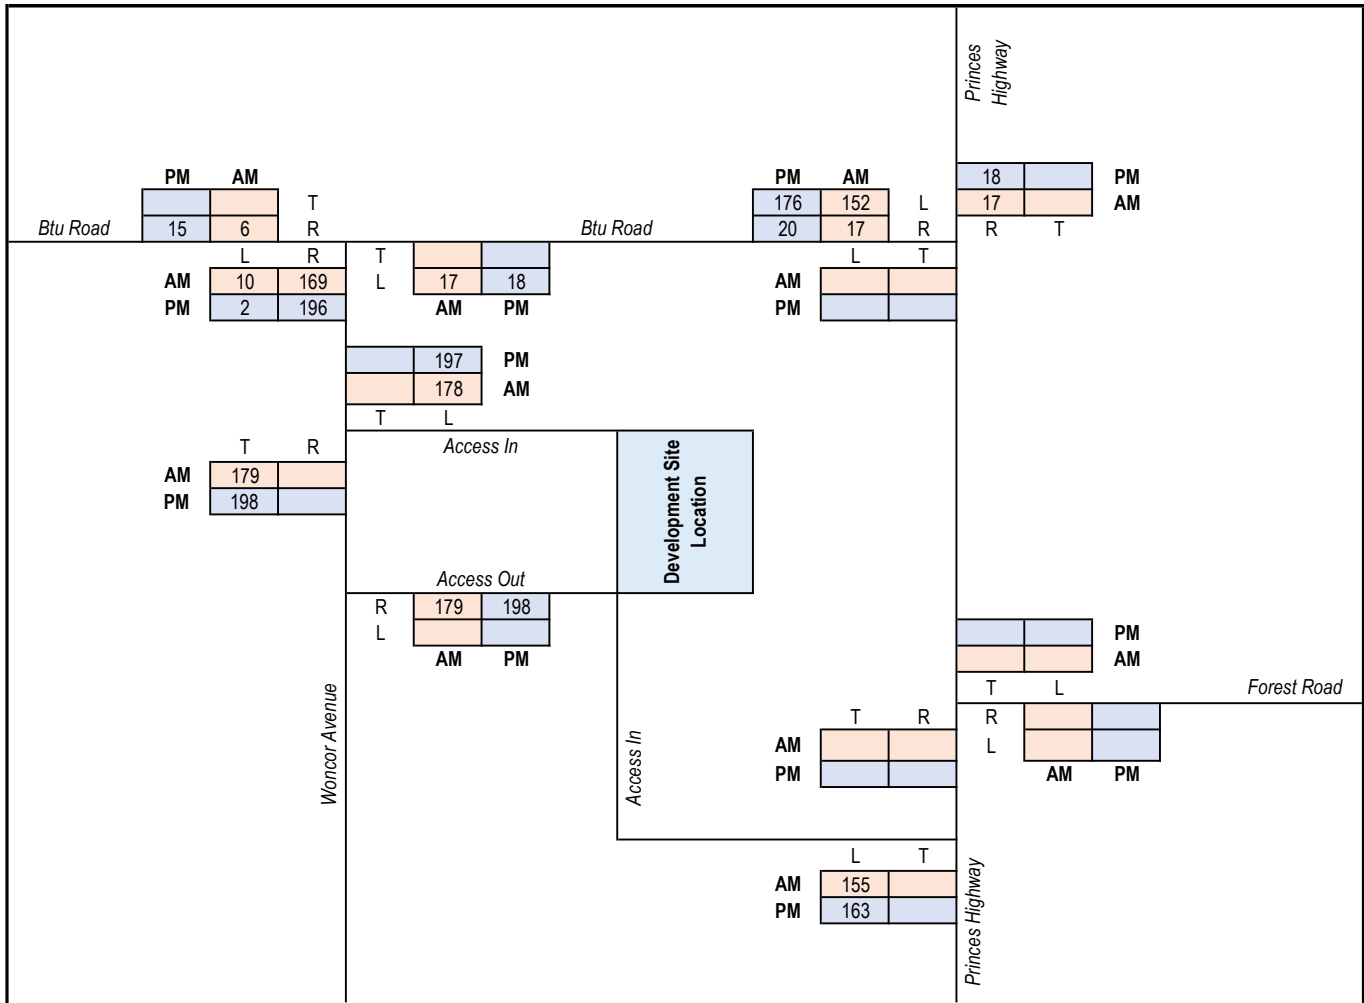 Princes
Highway
18 PM
PM AM 17 AM
R T
PM AM
176 152 L
20 17 R
Btu Road
T
Btu Road 15 6 R
L R T
AM 10 169 L 17 18
PM 2 196 AM PM
L T
AM
PM
197 PM
178 AM
T L
Access In
T R
AM 179
PM 198
Development Site
Location
Access Out
R 179 198
L
AM PM
PM
AM
T L
Forest Road
T R
AM
PM
R
L
AM PM
Woncor Avenue
Access In
L T
AM 155
PM 163
Princes Highway